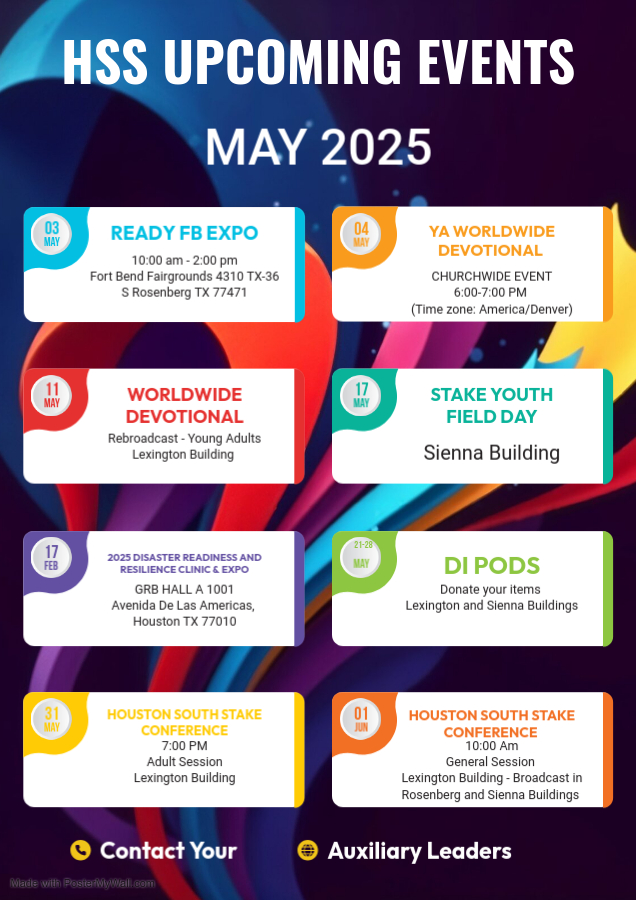 HSS UPCOMING EVENTS
MAY 2025
03
MAY
READY FB EXPO
10:00 am - 2:00 pm
Fort Bend Fairgrounds 4310 TX-36
S Rosenberg TX 77471
04
MAY
YA WORLDWIDE
DEVOTIONAL
CHURCHWIDE EVENT
6:00-7:00 PM
(Time zone: America/Denver)
11
MAY
WORLDWIDE
DEVOTIONAL
Rebroadcast - Young Adults
Lexington Building
17
MAY
STAKE YOUTH
FIELD DAY
Sienna Building
17
FEB
2025 DISASTER READINESS AND
RESILIENCE CLINIC & EXPO
GRB HALL A 1001
Avenida De Las Americas,
Houston TX 77010
21-28
MAY
DI PODS
Donate your items
Lexington and Sienna Buildings
31
MAY
HOUSTON SOUTH STAKE
CONFERENCE
7:00 PM
Adult Session
Lexington Building
01
JUN
HOUSTON SOUTH STAKE
CONFERENCE
10:00 Am
General Session
Lexington Building - Broadcast in
Rosenberg and Sienna Buildings
Contact Your
Auxiliary Leaders
Made with PosterMyWall.com